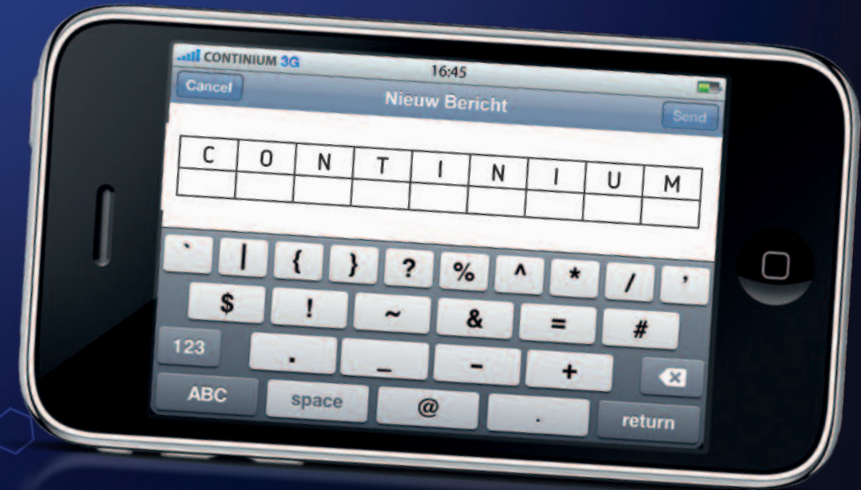 CONTINIUM 3G
16:45
Cancel
Nieuw Bericht
Send
C O N T I N I U M
` | { } ? % ^ * / '
$ ! ~ & = #
123 . _ - +
ABC space @ . return